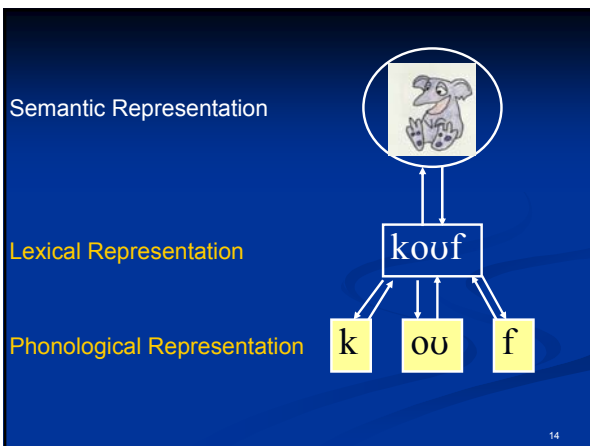 Semantic Representation
Lexical Representation
koʊf
Phonological Representation
k
oʊ
f
14